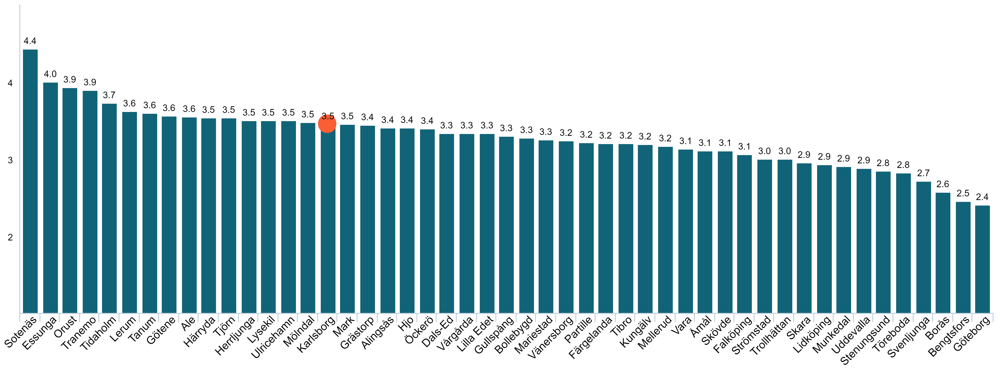 4.4
4.0 3.9 3.9
3.7 3.6 3.6 3.6 3.6 3.5 3.5 3.5 3.5 3.5 3.5 3.5 3.5 3.4 3.4 3.4 3.4 3.3 3.3 3.3 3.3 3.3 3.3 3.2 3.2 3.2 3.2 3.2 3.2 3.1 3.1 3.1 3.1 3.0 3.0 2.9 2.9 2.9 2.9 2.8 2.8 2.7 2.6 2.5 2.4
4
3
2
Sotenäs
Essunga
Orust
Tranemo
Tidaholm
Lerum
Tanum
Götene
Ale
Härryda
Tjörn
Herrljunga
Lysekil
Ulricehamn
Mölndal
Karlsborg
Mark
Grästorp
Alingsås
Hjo
Öckerö
Dals-Ed
Vårgårda
Lilla Edet
Gullspång
Bollebygd
Mariestad
Vänersborg
Partille
Färgelanda
Tibro
Kungälv
Mellerud
Vara
Åmål
Skövde
Falköping
Strömstad
Trollhättan
Skara
Lidköping
Munkedal
Uddevalla
Stenungsund
Töreboda
Svenljunga
Borås
Bengtsfors
Göteborg